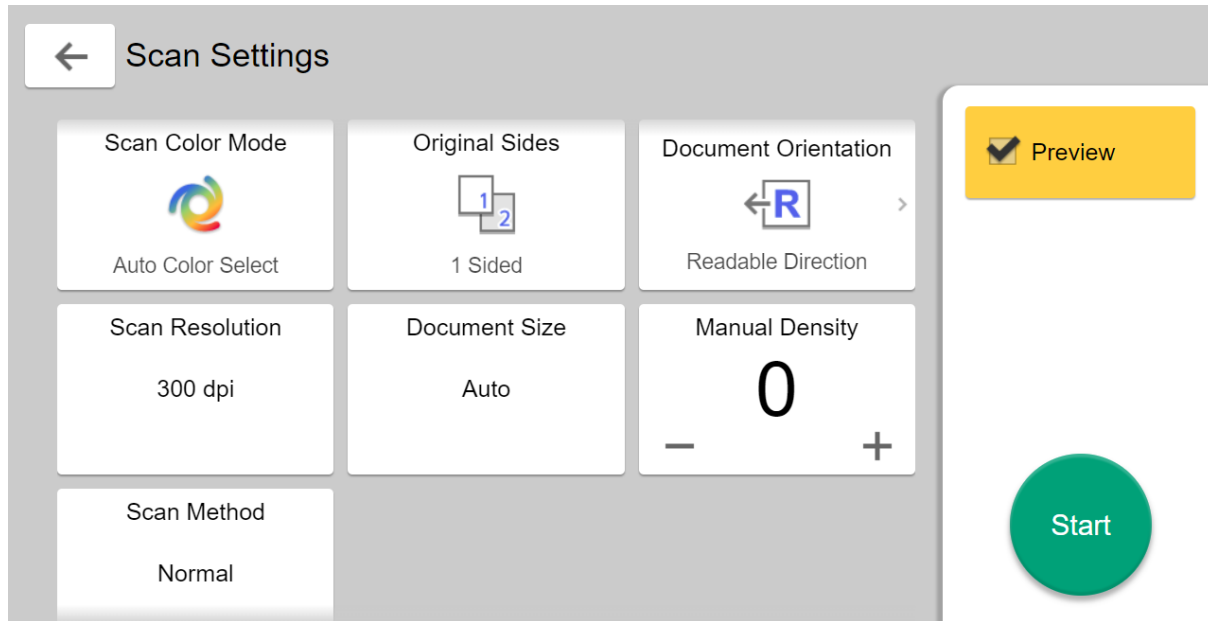 Scan Settings
Scan Color Mode
Auto Color Select
Original Sides
1
2
1 Sided
Document Orientation
R
Readable Direction
Preview
Scan Resolution
300 dpi
Document Size
Auto
Manual Density
0
− +
Scan Method
Normal
Start